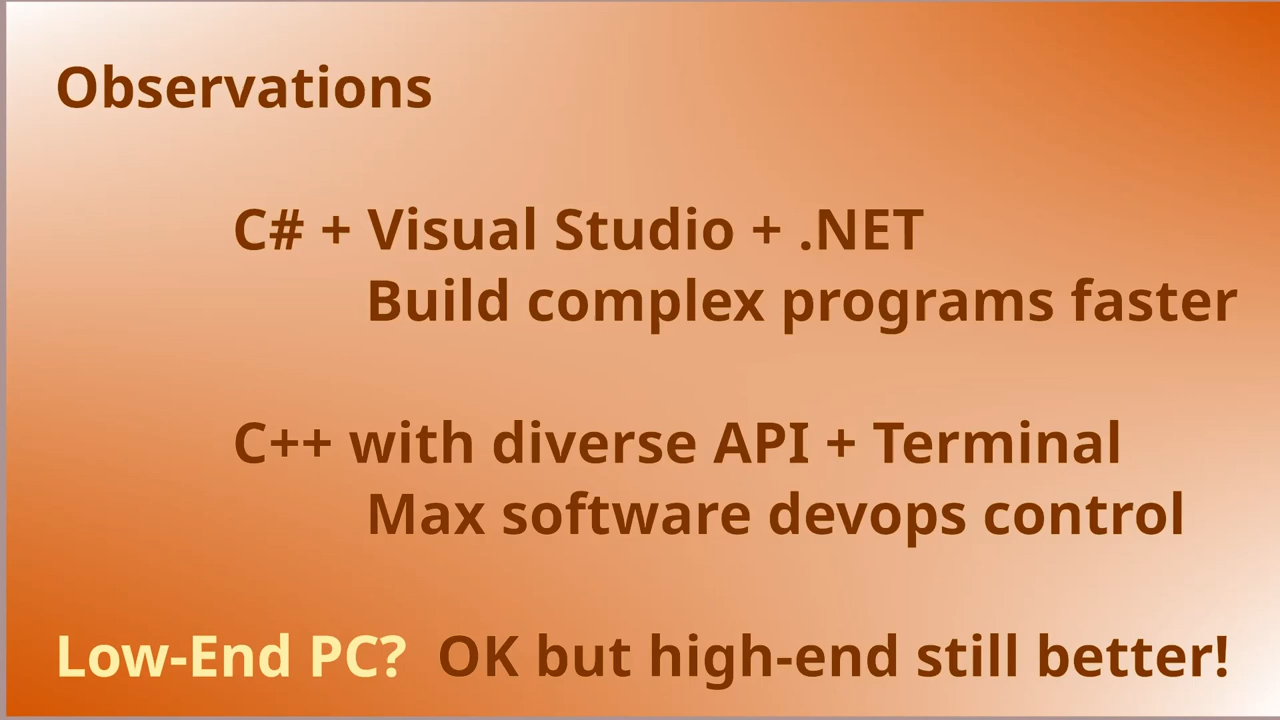 Observations
C# + Visual Studio + .NET
Build complex programs faster
C++ with diverse API + Terminal
Max software devops control
Low-End PC? OK but high-end still better!